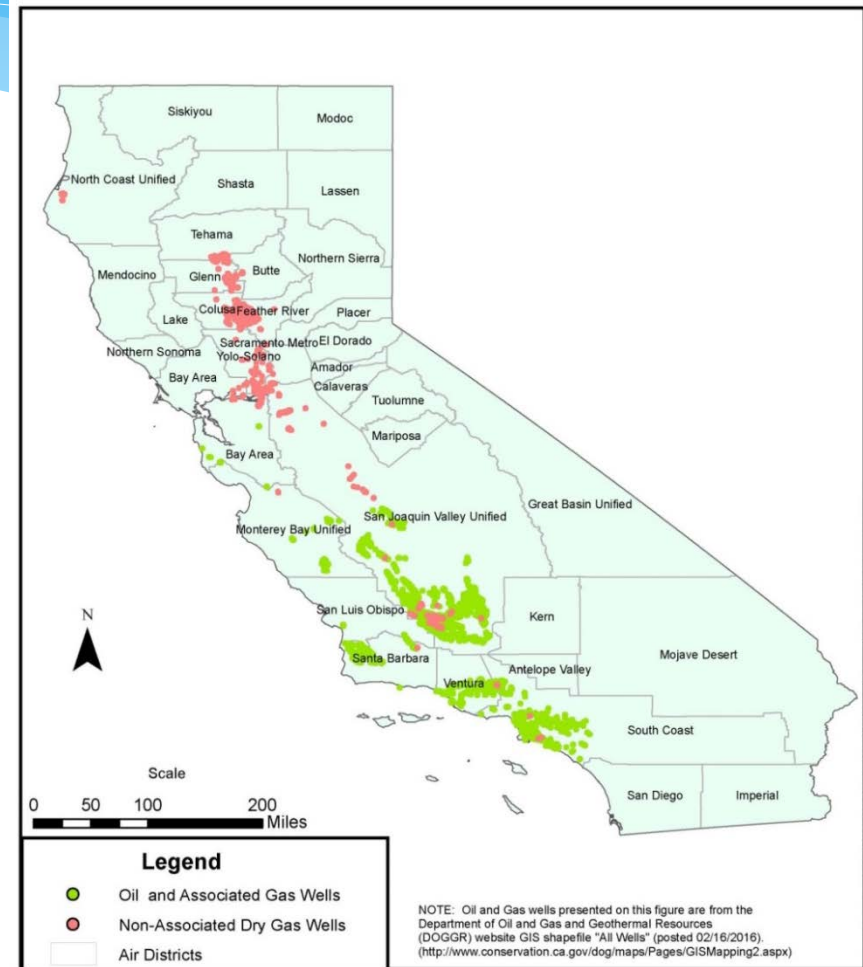 Siskiyou
Modoc
North Coast Unified
Shasta
Lassen
Tehama
Northern Sierra
Mendocino
Glenn
Butte
Colusa
Feather River
Lake
Placer
Sacramento Metro
El Dorado
Northern Sonoma
Yolo-Solano
Amador
Bay Area
Calaveras
Tuolumne
Mariposa
Bay Area
Great Basin Unified
San Joaquin Valley Unified
Monterey Bay Unified
N
San Luis Obispo
Kern
Santa Barbara
Mojave Desert
Antelope Valley
Ventura
South Coast
San Diego
Imperial
Scale
0 50 100 200
Miles
Legend
Oil and Associated Gas Wells
Non-Associated Dry Gas Wells
Air Districts
NOTE: Oil and Gas wells presented on this figure are from the
Department of Oil and Gas and Geothermal Resources
(DOGGR) website GIS shapefile "All Wells" (posted 02/16/2016).
(http://www.conservation.ca.gov/dog/maps/Pages/GISMapping2.aspx)